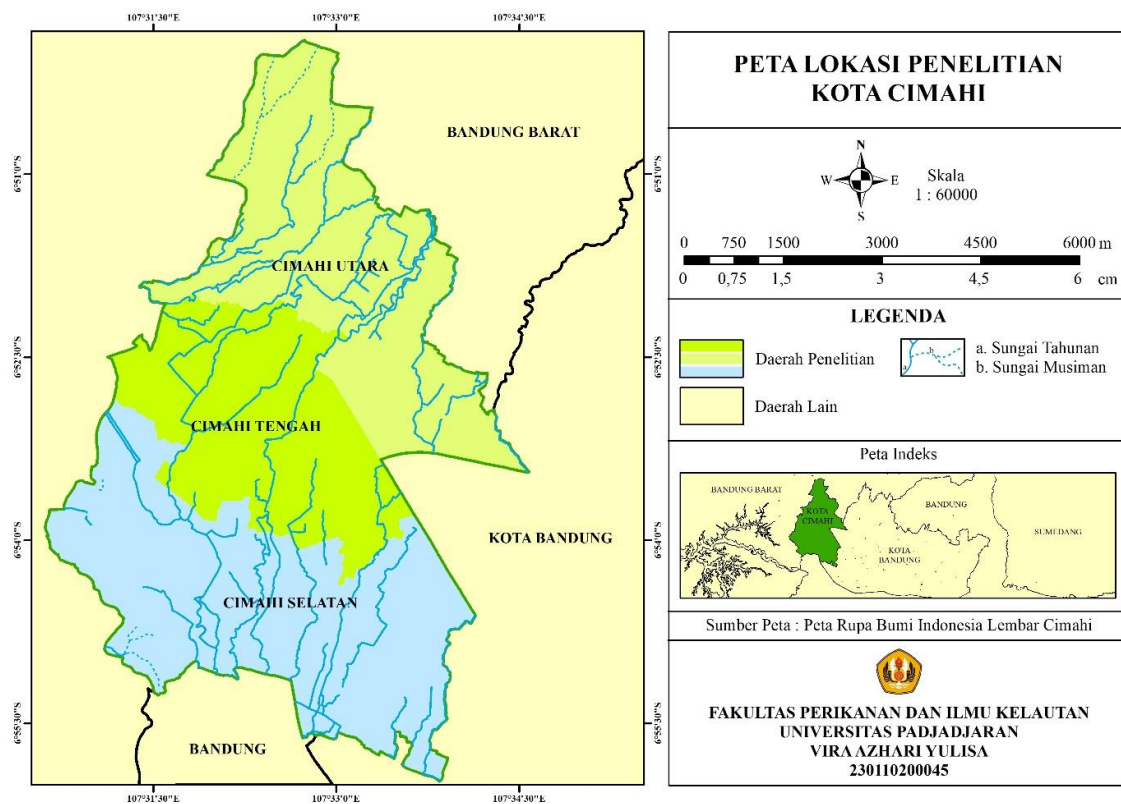 107°31'30"E 107°33'0"E 107°34'30"E
6°51'0"S
6°52'30"S
6°54'0"S
6°55'30"S
BANDUNG BARAT
CIMAHI UTARA
CIMAHI TENGAH
KOTA BANDUNG
CIMAHI SELATAN
BANDUNG
6°51'0"S
6°52'30"S
6°54'0"S
6°55'30"S
107°31'30"E 107°33'0"E 107°34'30"E
PETA LOKASI PENELITIAN
KOTA CIMAHI
N
W E
S
Skala
1 : 60000
0 750 1500 3000 4500 6000 m
0 0,75 1.5 3 4,5 6 cm
LEGENDA
Daerah Penelitian
a
b
a. Sungai Tahunan
b. Sungai Musiman
Daerah Lain
Peta Indeks
BANDUNG BARAT
KOTA
CIMAHI
BANDUNG
KOTA
BANDUNG
SUMEDANG
Sumber Peta : Peta Rupa Bumi Indonesia Lembar Cimahi
FAKULTAS PERIKANAN DAN ILMU KELAUTAN
UNIVERSITAS PADJADJARAN
VIRA AZHARI YULISA
230110200045